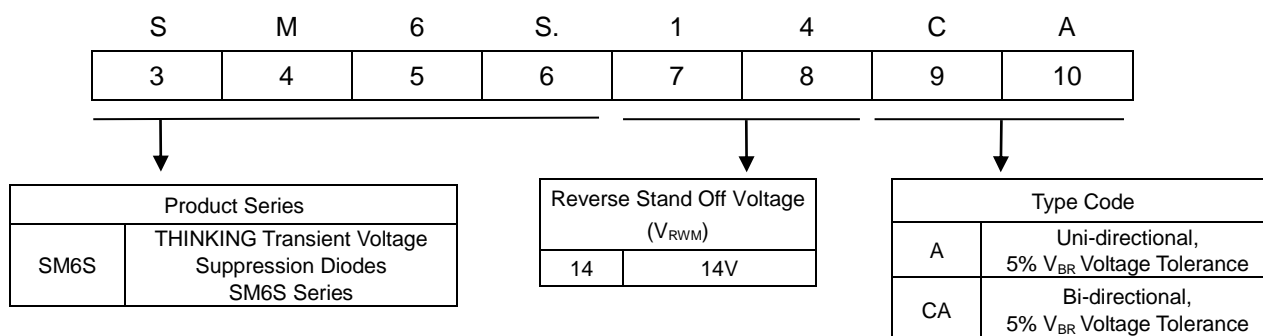 S M 6 S. 1 4 C A
3 4 5 6 7 8 9 10
Product Series
SM6S
THINKING Transient Voltage
Suppression Diodes
SM6S Series
Reverse Stand Off Voltage
(VRWM)
14 14V
Type Code
A
Uni-directional,
5% VBR Voltage Tolerance
CA
Bi-directional,
5% VBR Voltage Tolerance